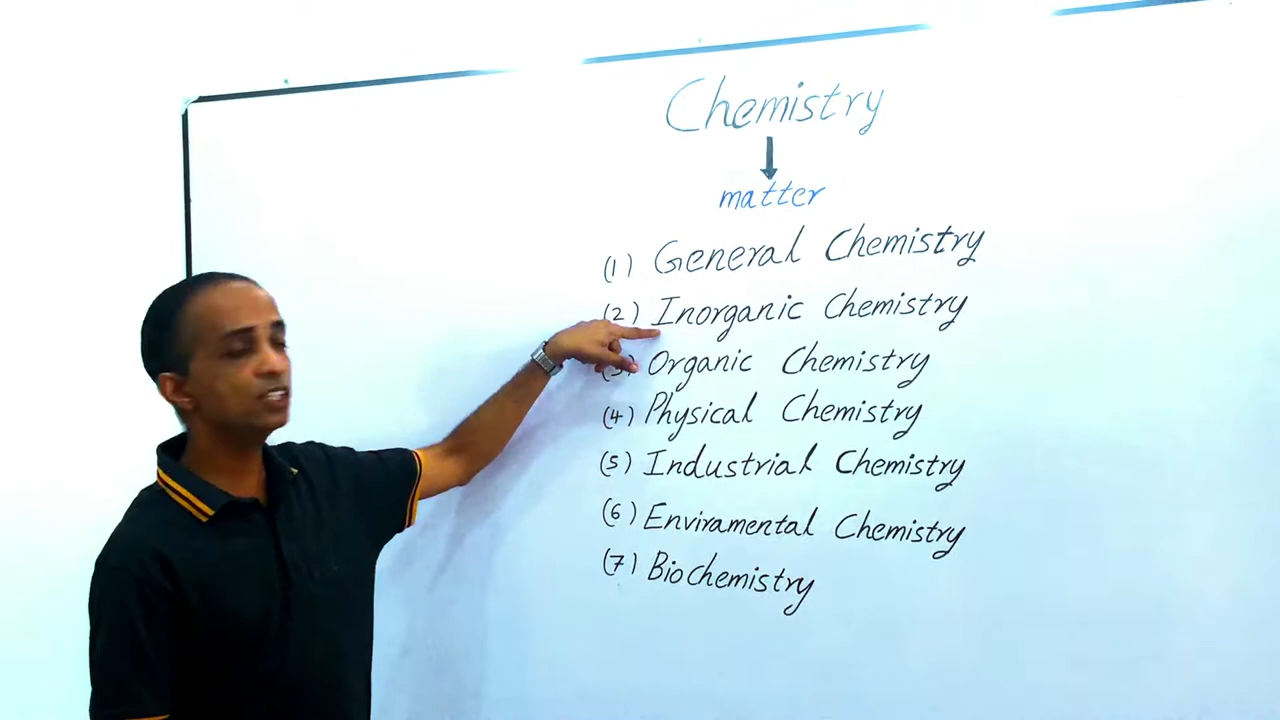 Chemistry
matter
(1) General Chemistry
(2) Inorganic Chemistry
(3) Organic Chemistry
(4) Physical Chemistry
(5) Industrial Chemistry
(6) Enviramental Chemistry
(7) Biochemistry